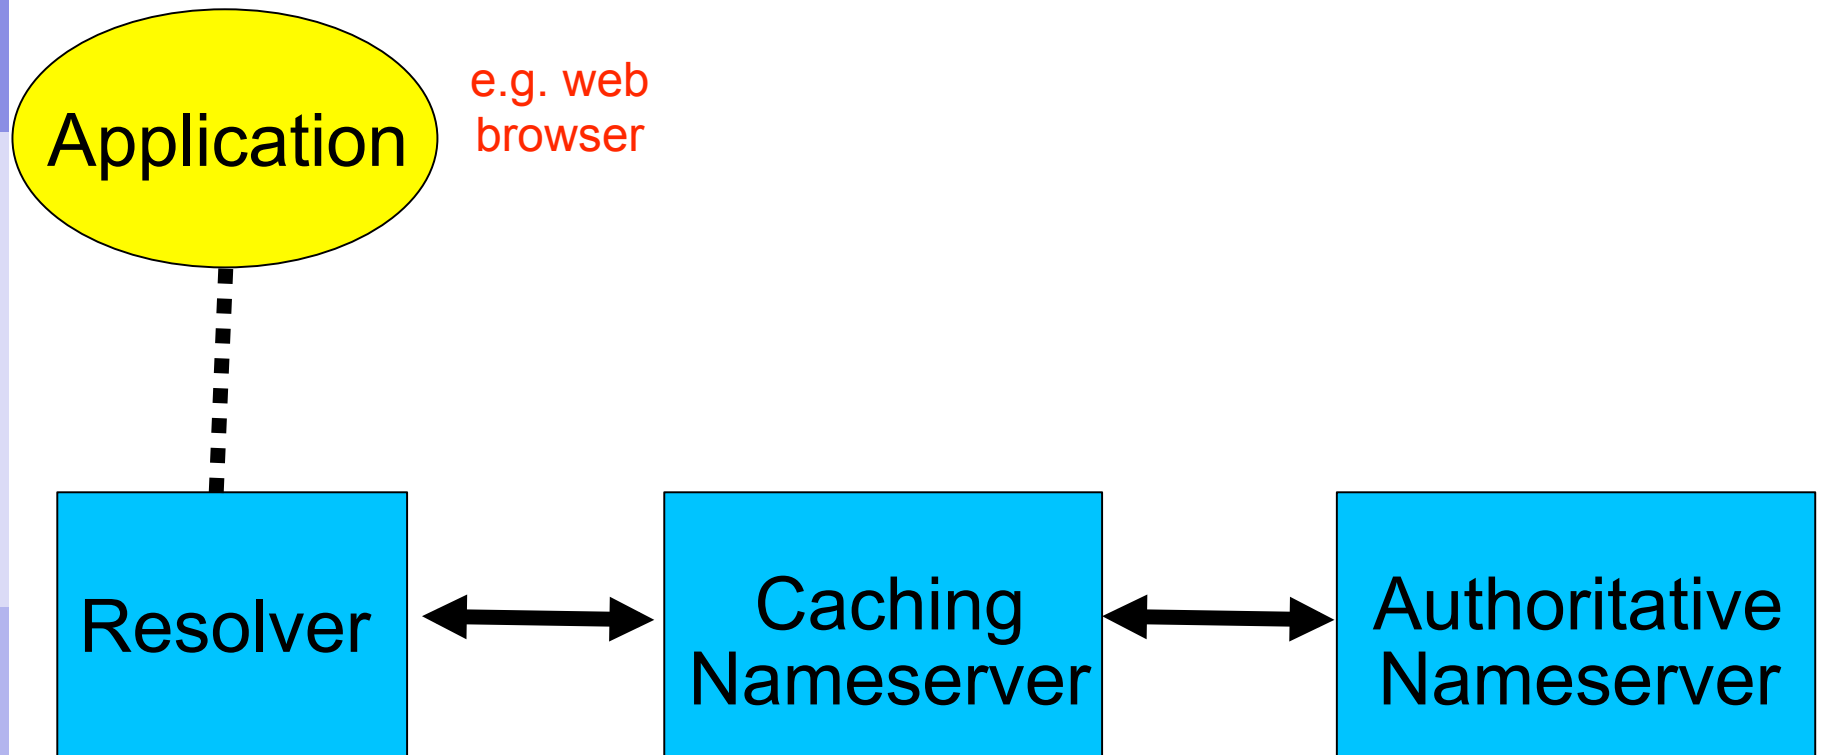 Application
e.g. web
browser
Resolver
Caching
Nameserver
Authoritative
Nameserver